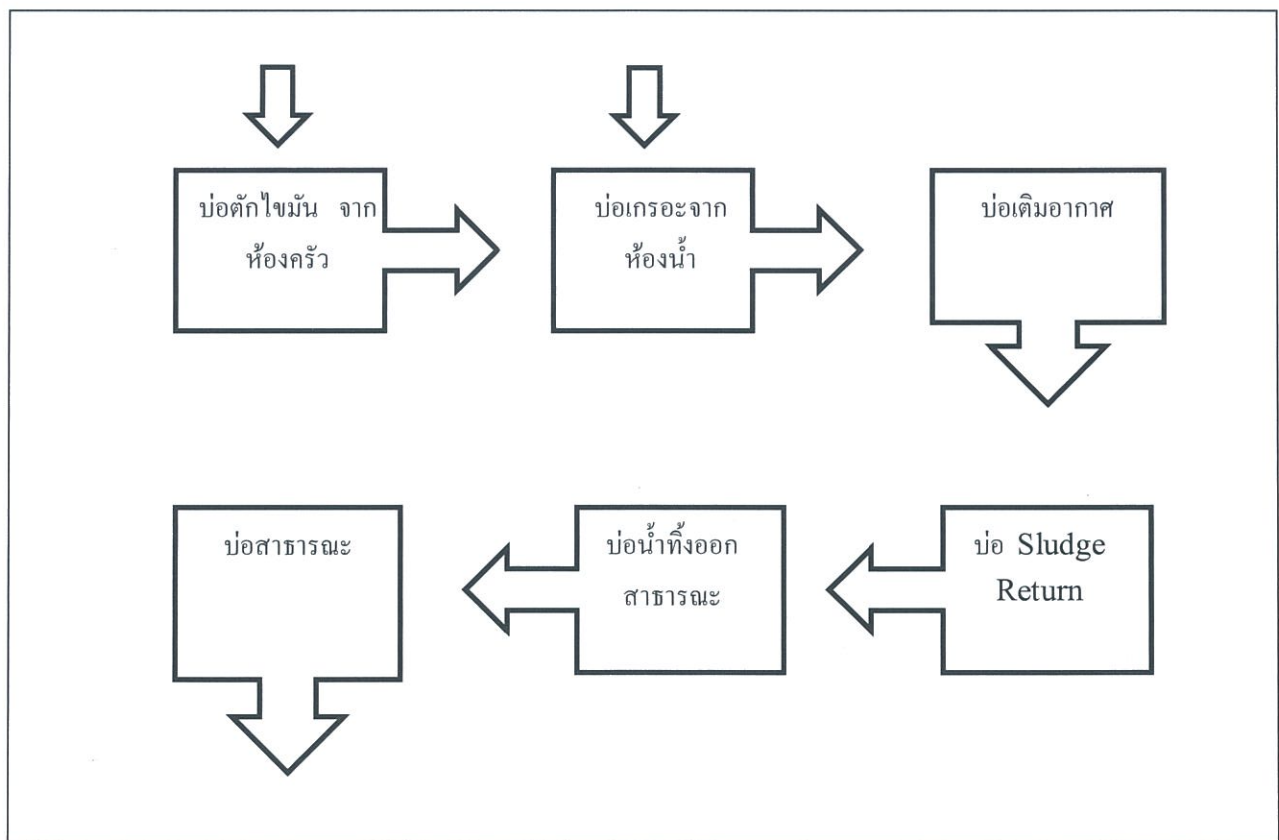 บ่อดักไขมัน จาก
ห้องครัว
บ่อเกรอะจาก
ห้องน้ำ
บ่อเติมอากาศ
บ่อสาธารณะ
บ่อน้ำทิ้งออก
สาธารณะ
บ่อ Sludge
Return